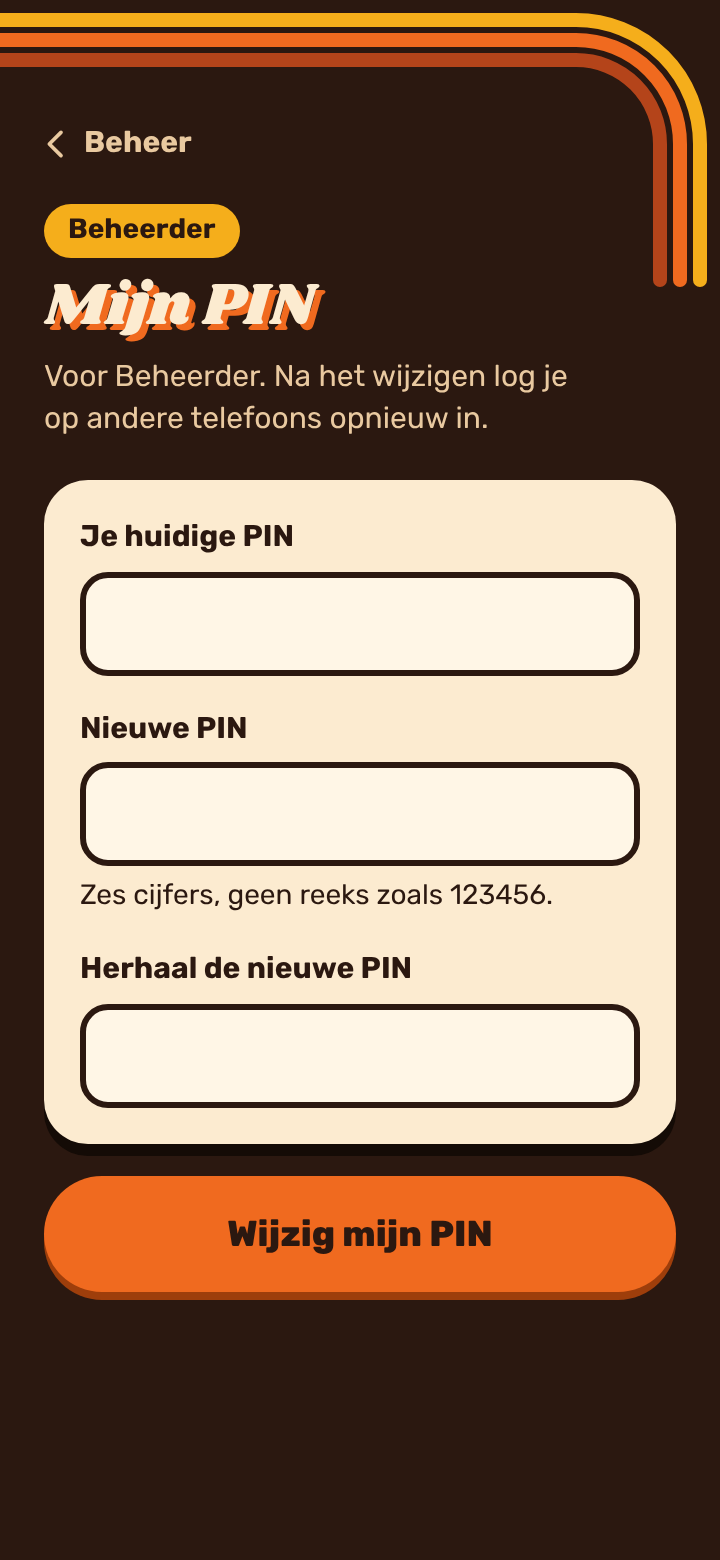 Beheer
Beheerder
Mijn PIN
Voor Beheerder. Na het wijzigen log je
op andere telefoons opnieuw in.
Je huidige PIN
Nieuwe PIN
Zes cijfers, geen reeks zoals 123456.
Herhaal de nieuwe PIN
Wijzig mijn PIN